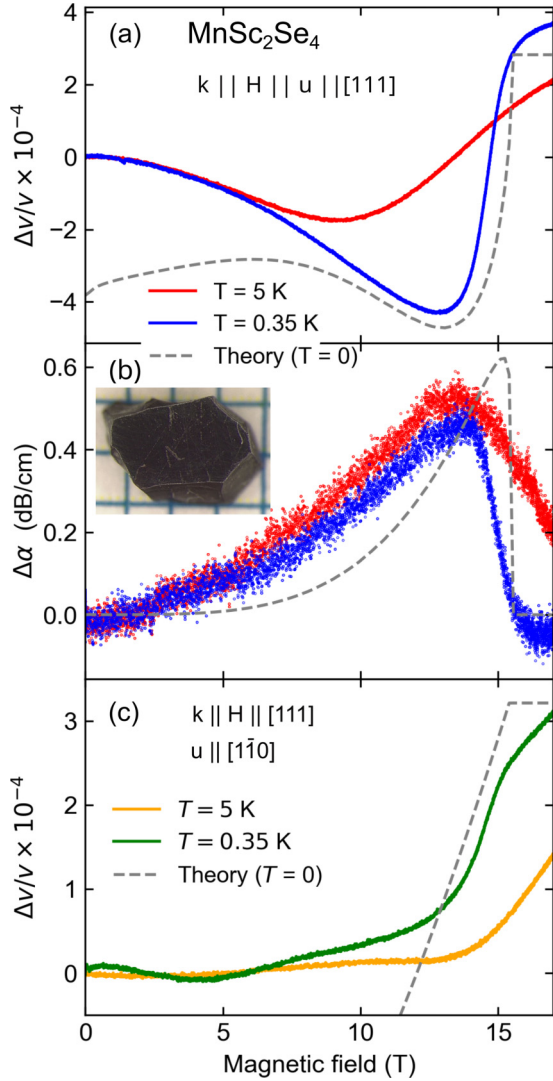 (a) MnSc₂Se₄
k || H || u || [111]
4
2
0
−2
−4
Δv/v × 10⁻⁴
T = 5 K
T = 0.35 K
Theory (T = 0)
(b)
0.6
0.4
0.2
0.0
Δα (dB/cm)
(c)
k || H || [111]
u || [11̄0]
3
2
1
0
Δv/v × 10⁻⁴
T = 5 K
T = 0.35 K
Theory (T = 0)
0 5 10 15
Magnetic field (T)